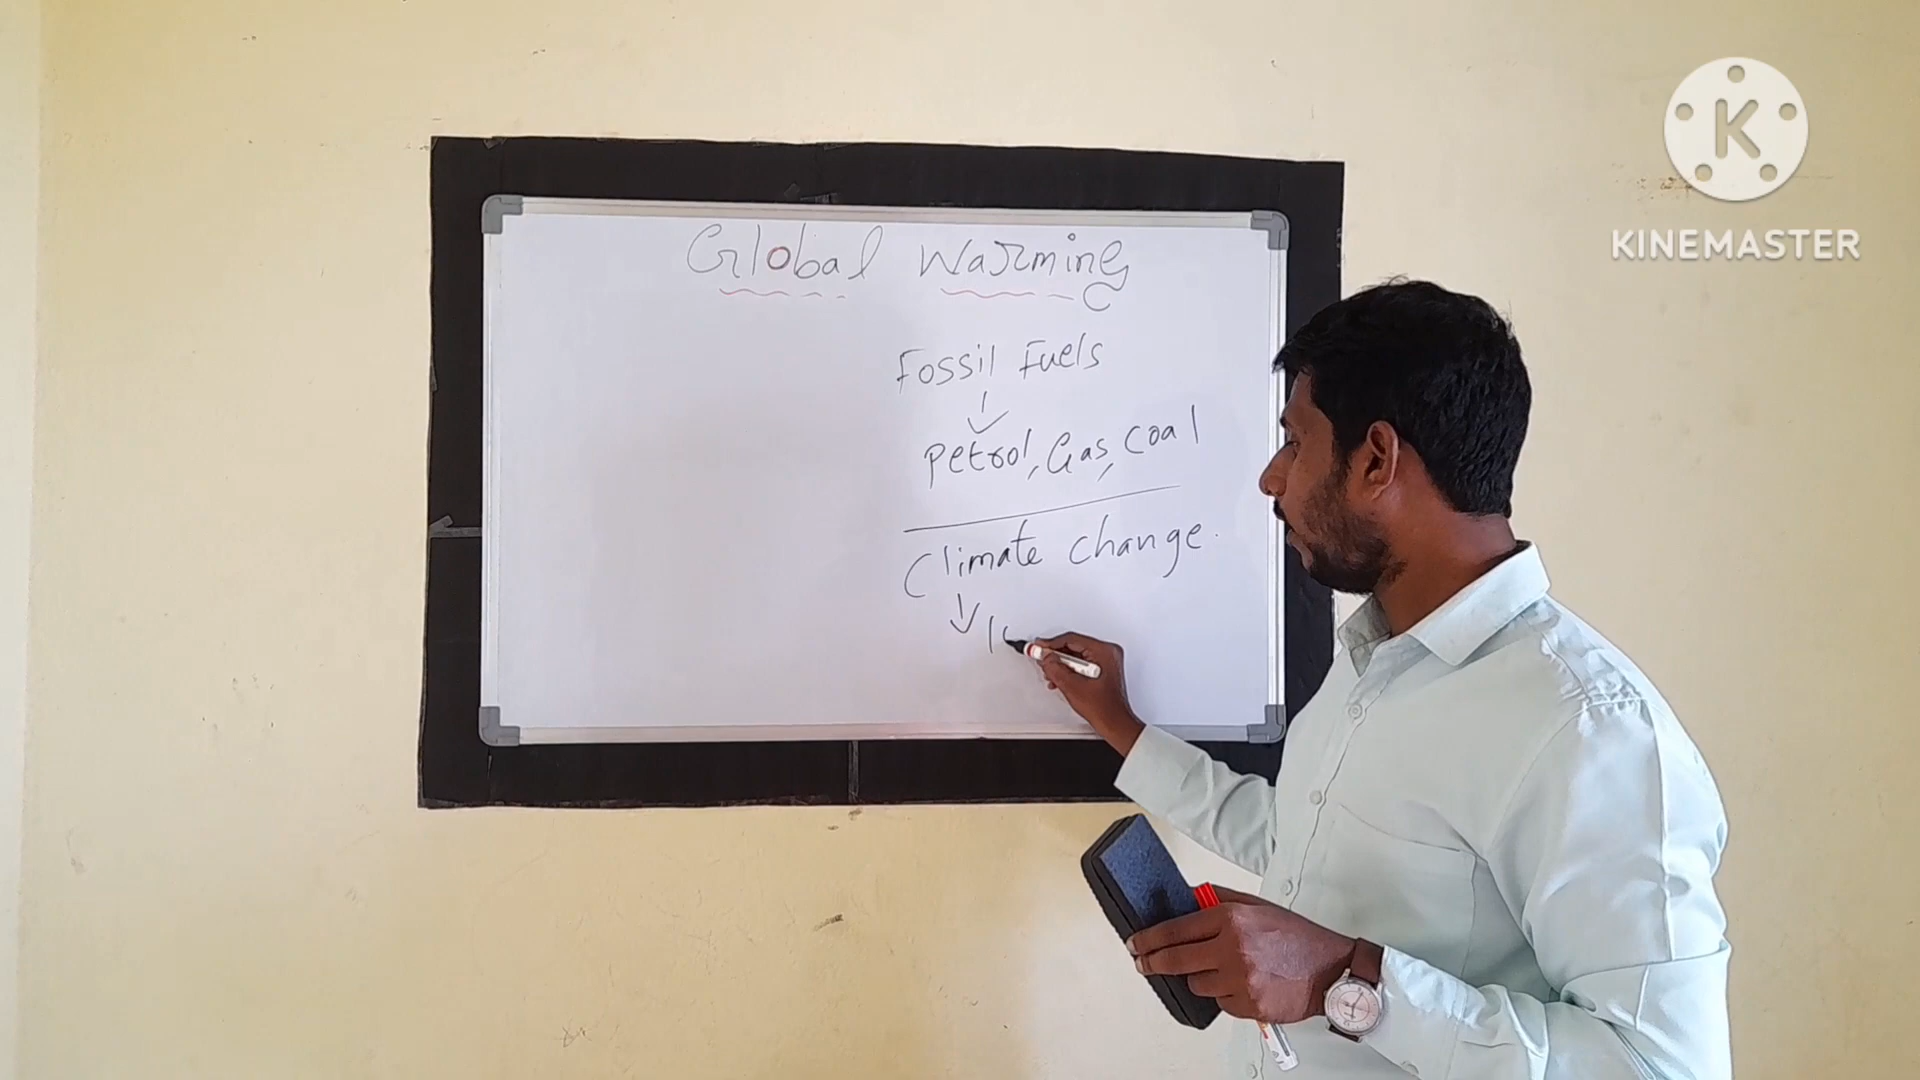 Global Warming
Fossil Fuels
Petrol, Gas, Coal
Climate change.
K
KINEMASTER